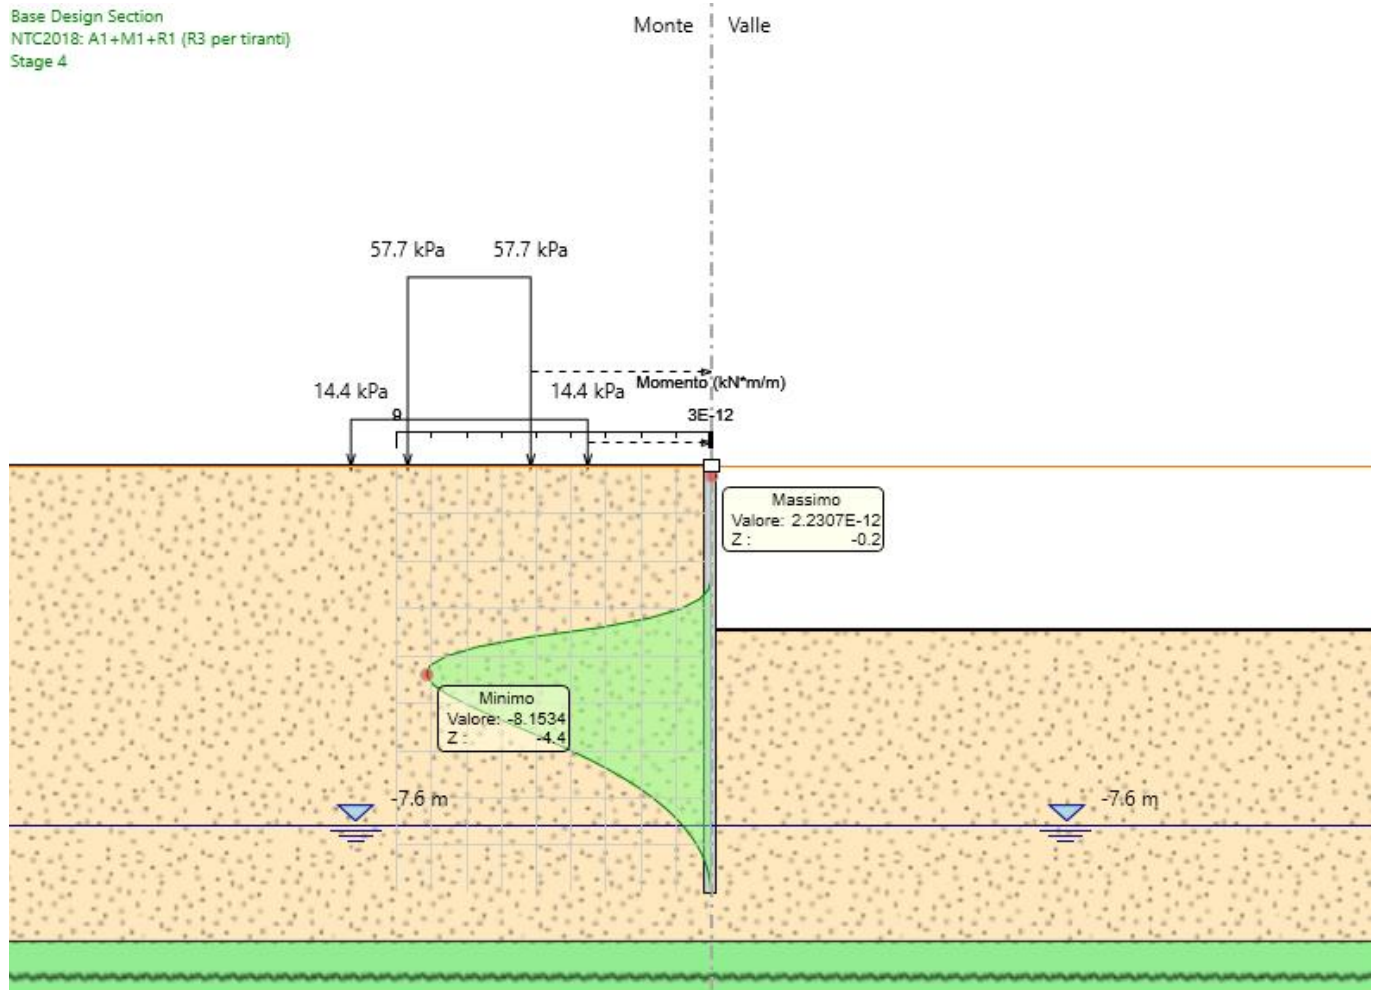 Base Design Section
NTC2018: A1+M1+R1 (R3 per tiranti)
Stage 4
Monte Valle
57.7 kPa 57.7 kPa
14.4 kPa 14.4 kPa
Momento (kN*m/m)
9 3E-12
Massimo
Valore: 2.2307E-12
Z : -0.2
Minimo
Valore: -8.1534
Z : -4.4
-7.6 m -7.6 m